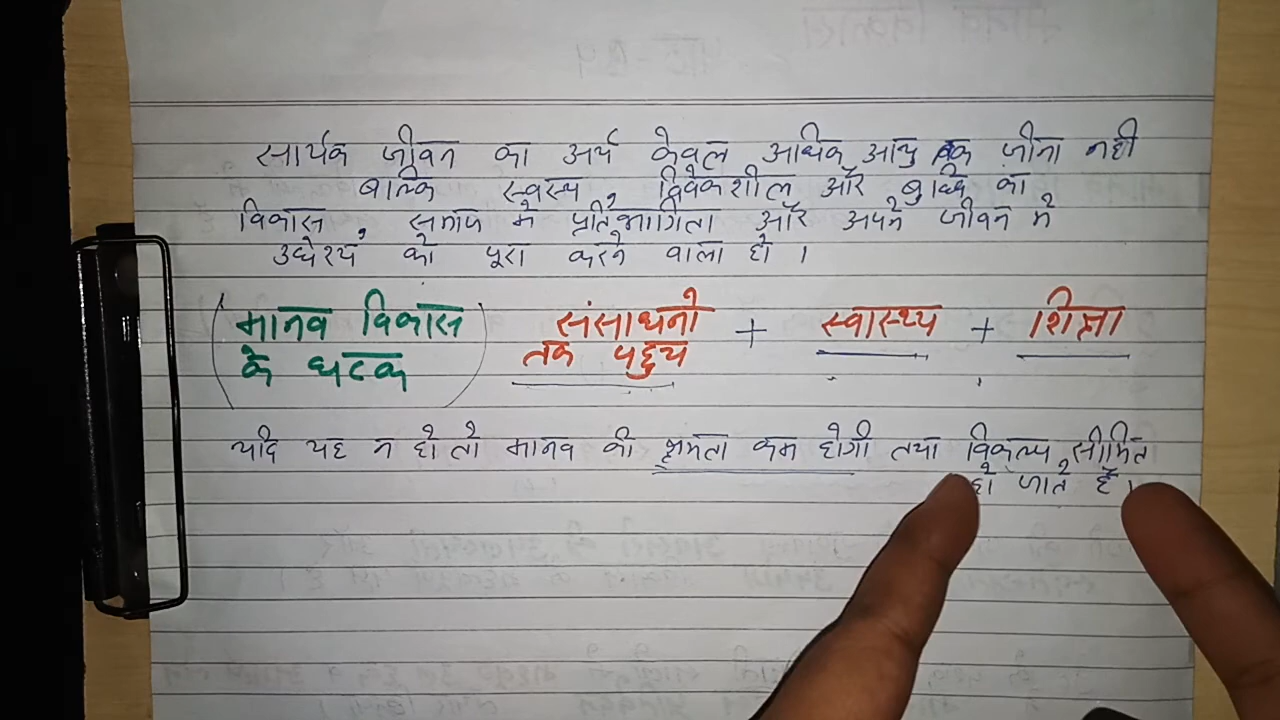 सार्थक जीवन का अर्थ केवल अधिक आयु तक जीना नही
बल्कि स्वस्थ, विवेकशील और बुध्दि का
विकास, समाज मे प्रतिभागिता और अपने जीवन मे
उधेश्य को पूरा करने वाला हो ।
(मानव विकास के घटक) संसाधनो तक पहुच + स्वास्थ्य + शिक्षा
यदि यह न हो तो मानव की क्षमता कम होगी तथा विकल्प सीमित
हो जाते हैं ।